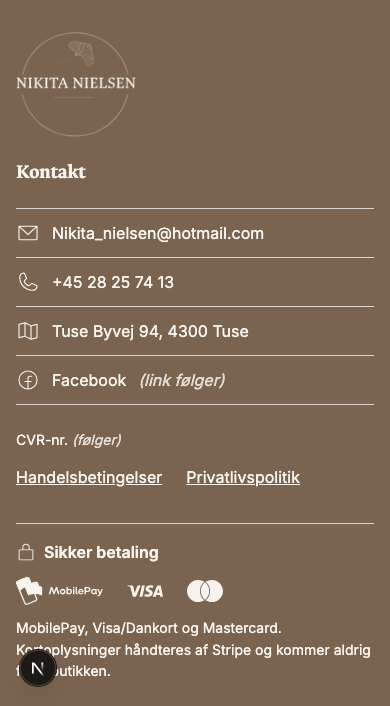 NIKITA NIELSEN
Kontakt
Nikita_nielsen@hotmail.com
+45 28 25 74 13
Tuse Byvej 94, 4300 Tuse
Facebook (link følger)
CVR-nr. (følger)
Handelsbetingelser Privatlivspolitik
Sikker betaling
MobilePay VISA
MobilePay, Visa/Dankort og Mastercard.
Kortoplysninger håndteres af Stripe og kommer aldrig
N
butikken.